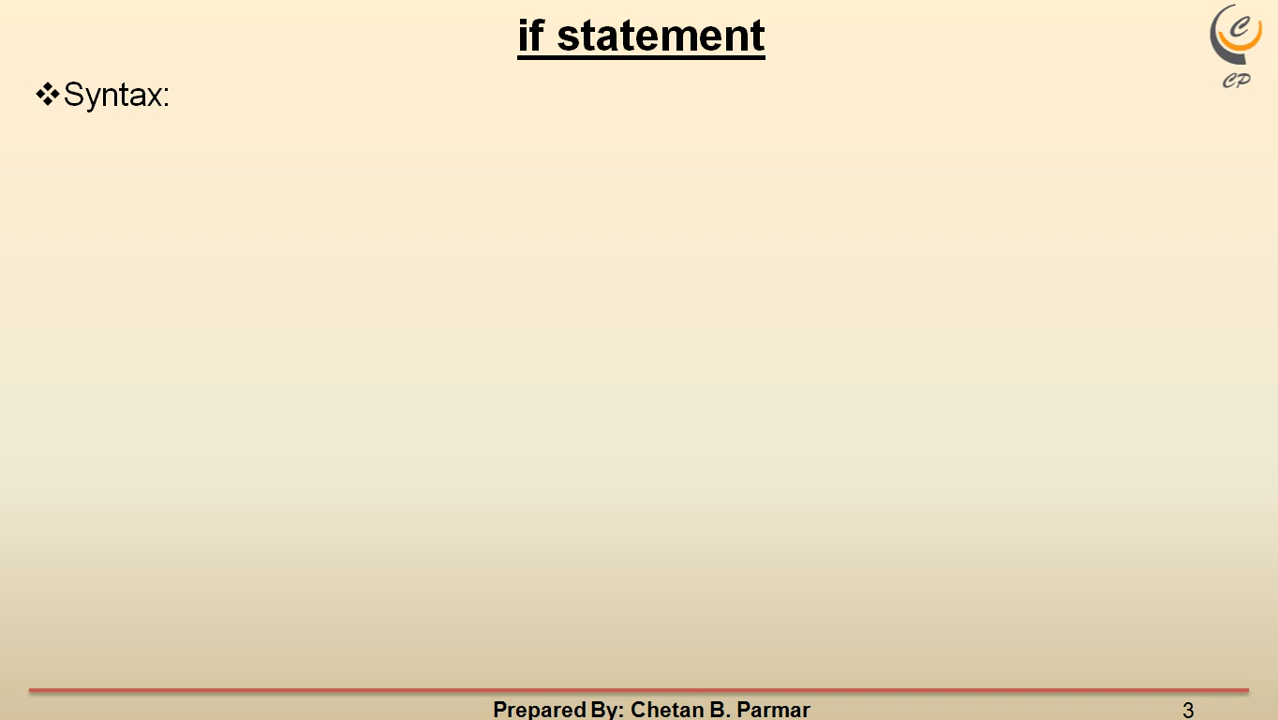 if statement
C
CP
❖Syntax:
Prepared By: Chetan B. Parmar
3